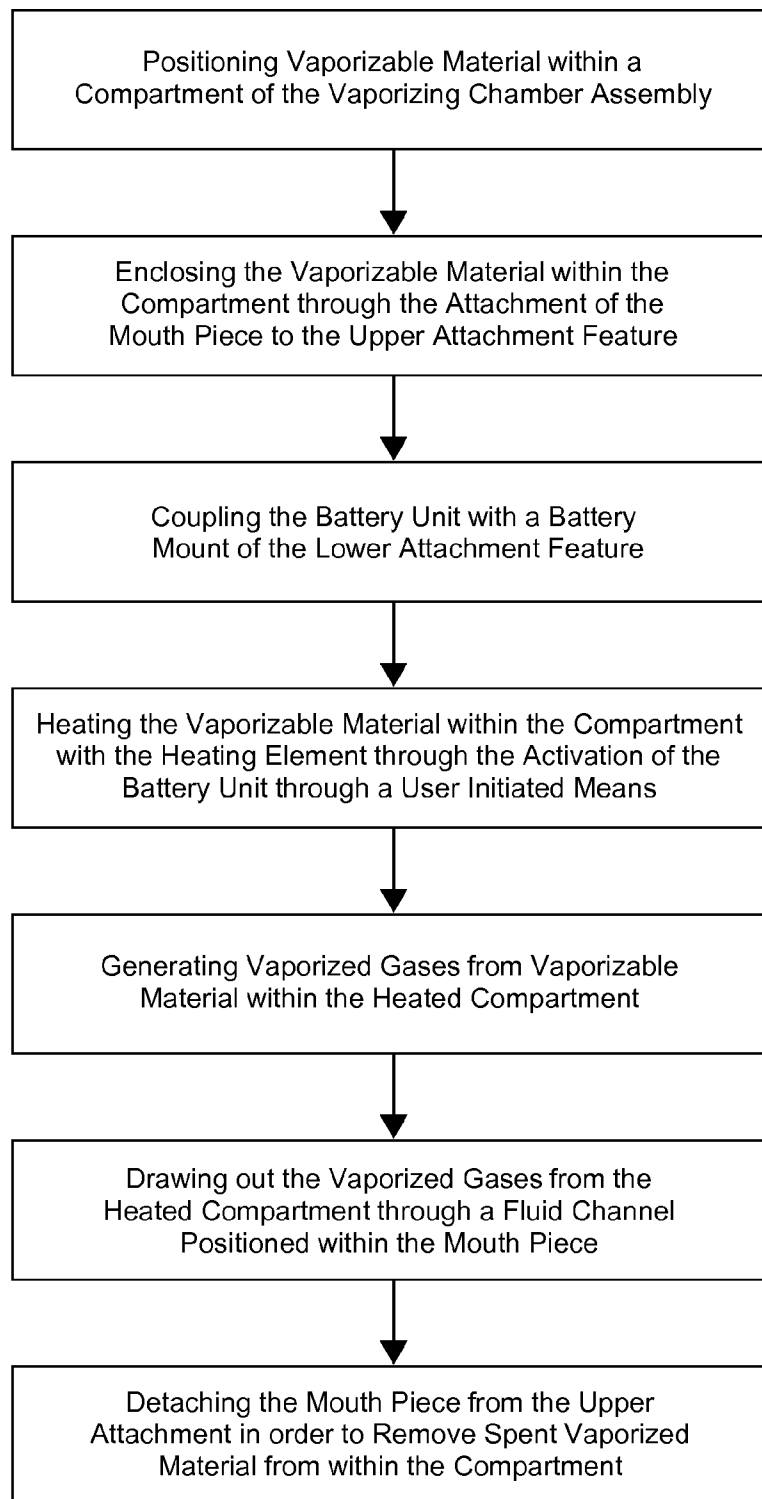 Positioning Vaporizable Material within a
Compartment of the Vaporizing Chamber Assembly
Enclosing the Vaporizable Material within the
Compartment through the Attachment of the
Mouth Piece to the Upper Attachment Feature
Coupling the Battery Unit with a Battery
Mount of the Lower Attachment Feature
Heating the Vaporizable Material within the Compartment
with the Heating Element through the Activation of the
Battery Unit through a User Initiated Means
Generating Vaporized Gases from Vaporizable
Material within the Heated Compartment
Drawing out the Vaporized Gases from the
Heated Compartment through a Fluid Channel
Positioned within the Mouth Piece
Detaching the Mouth Piece from the Upper
Attachment in order to Remove Spent Vaporized
Material from within the Compartment